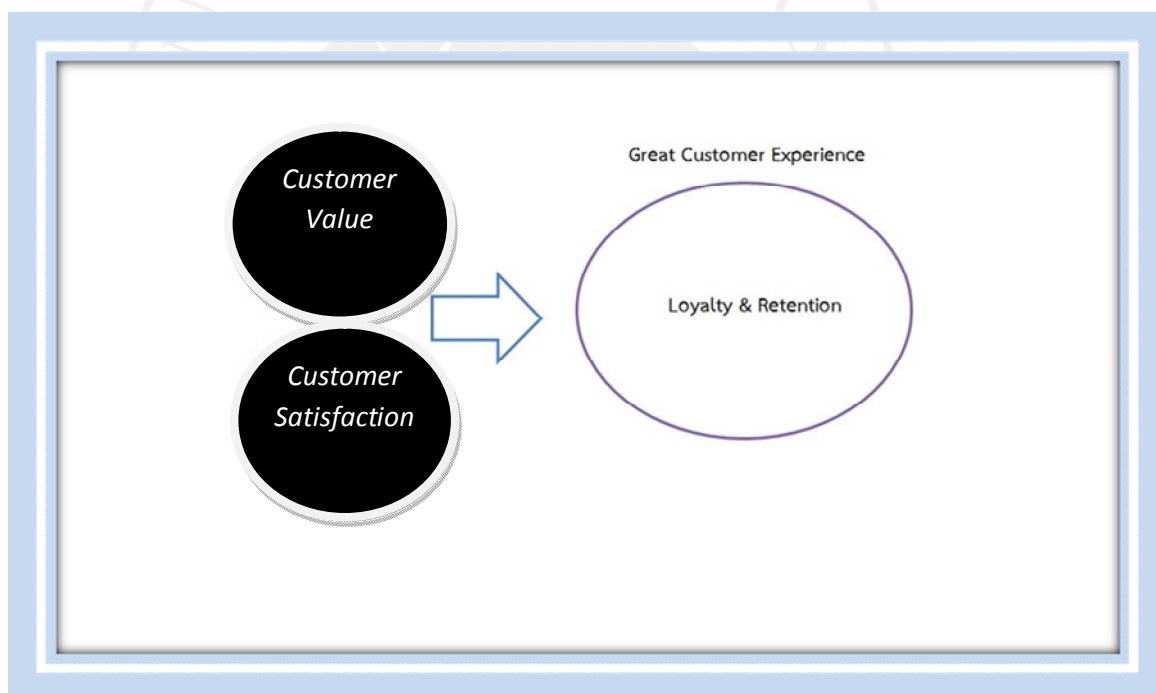 Customer
Value
Great Customer Experience
Loyalty & Retention
Customer
Satisfaction